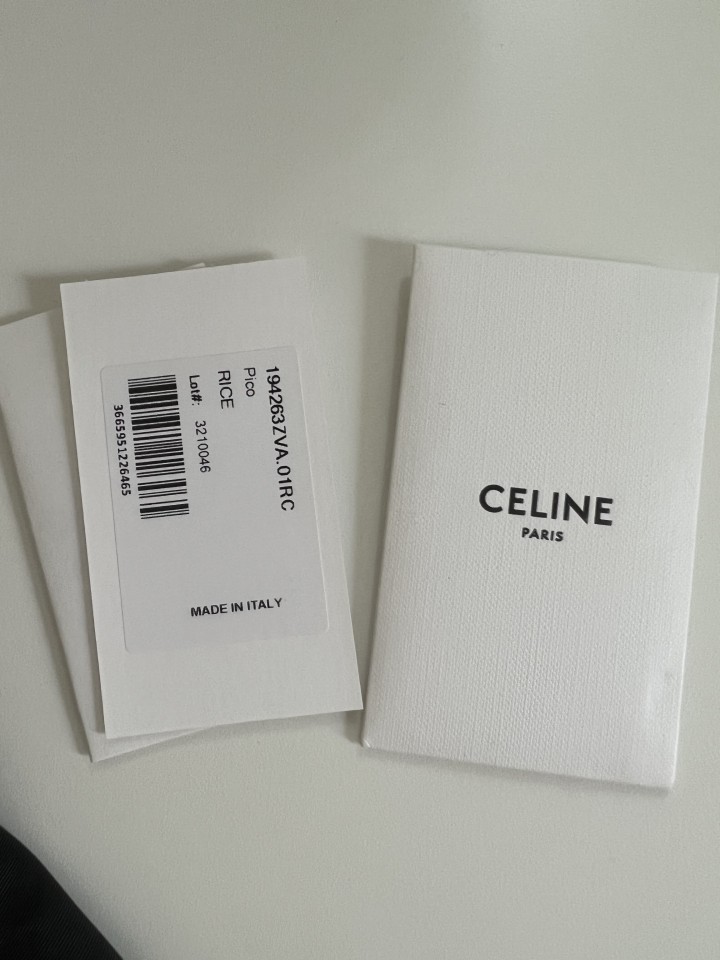 194263ZVA.01RC
Pico
RICE
Lot#: 3210046
3665951226465
MADE IN ITALY
CELINE
PARIS